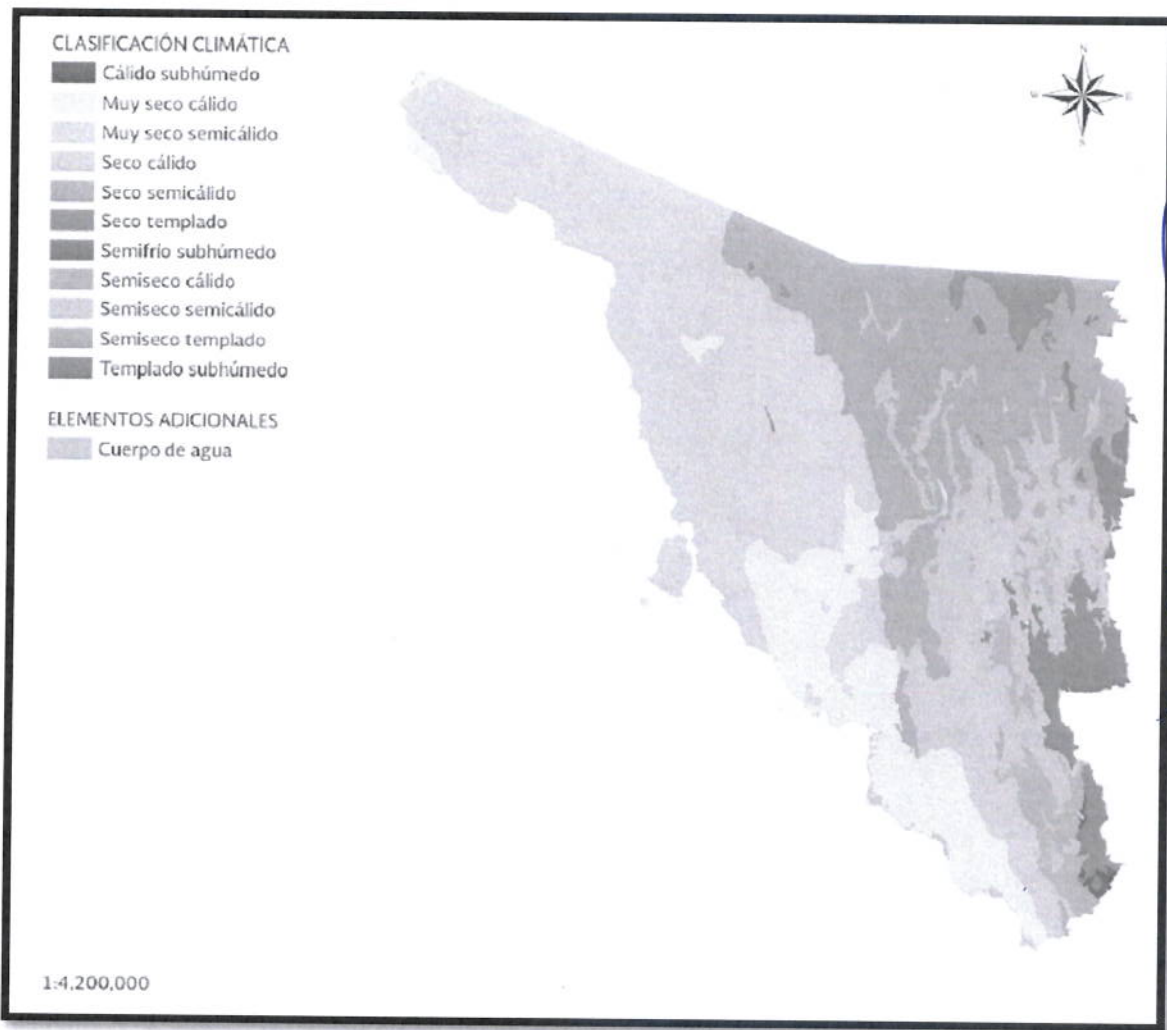 CLASIFICACIÓN CLIMÁTICA
Cálido subhúmedo
Muy seco cálido
Muy seco semicálido
Seco cálido
Seco semicálido
Seco templado
Semifrío subhúmedo
Semiseco cálido
Semiseco semicálido
Semiseco templado
Templado subhúmedo
ELEMENTOS ADICIONALES
Cuerpo de agua
N
S
1:4,200,000